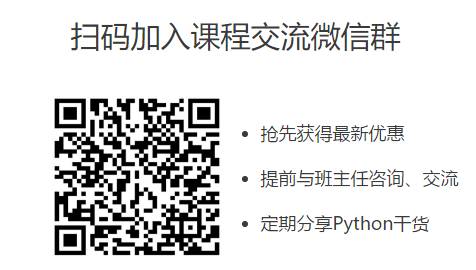 扫码加入课程交流微信群
抢先获得最新优惠
提前与班主任咨询、交流
定期分享Python干货